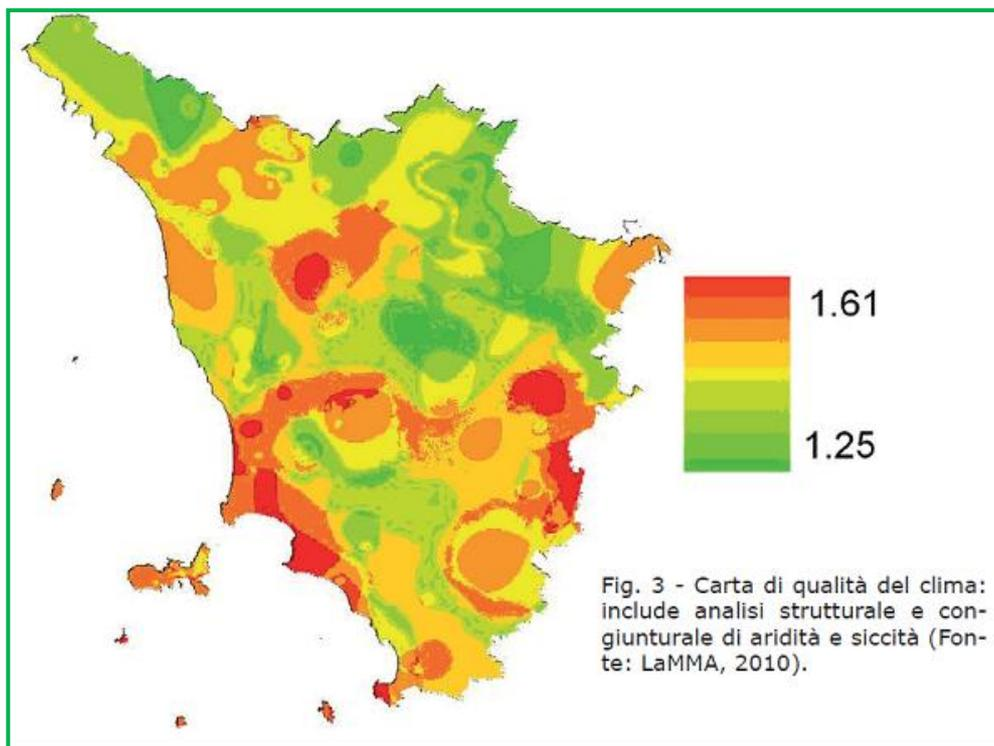 1.61
1.25
Fig. 3 - Carta di qualità del clima:
include analisi strutturale e con-
giunturale di aridità e siccità (Fon-
te: LaMMA, 2010).